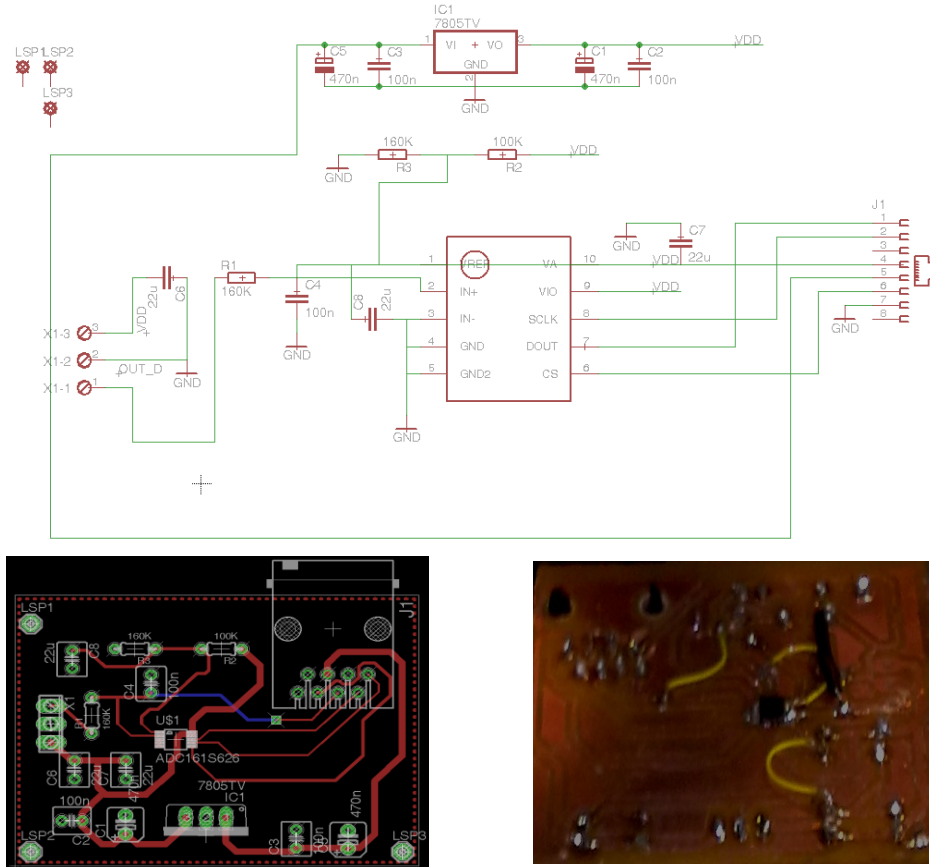 IC1
7805TV
LSP1 LSP2
LSP3
1 VI VO 3
GND
2
C5
470n
C3
100n
C1
470n
C2
100n
VDD
GND
160K
R3
GND
100K
R2
VDD
J1
1
2
3
4
5
6
7
8
GND
C7
22u
GND
VDD
VDD
R1
160K
C4
100n
GND
C8
22u
1 VREF VA 10
2 IN+ VIO 9
3 IN- SCLK 8
4 GND DOUT 7
5 GND2 CS 6
GND
22u
C6
VDD
X1-3 3
X1-2 2
OUT_D
X1-1 1
GND
LSP1
J1
22u
C8
160K
R3
100K
R2
C4
100n
X1
R1
160K
U$1
ADC161S626
C6
22u
C7
22u
7805TV
IC1
100n
C2
C1
470n
C3
470n
LSP2
LSP3